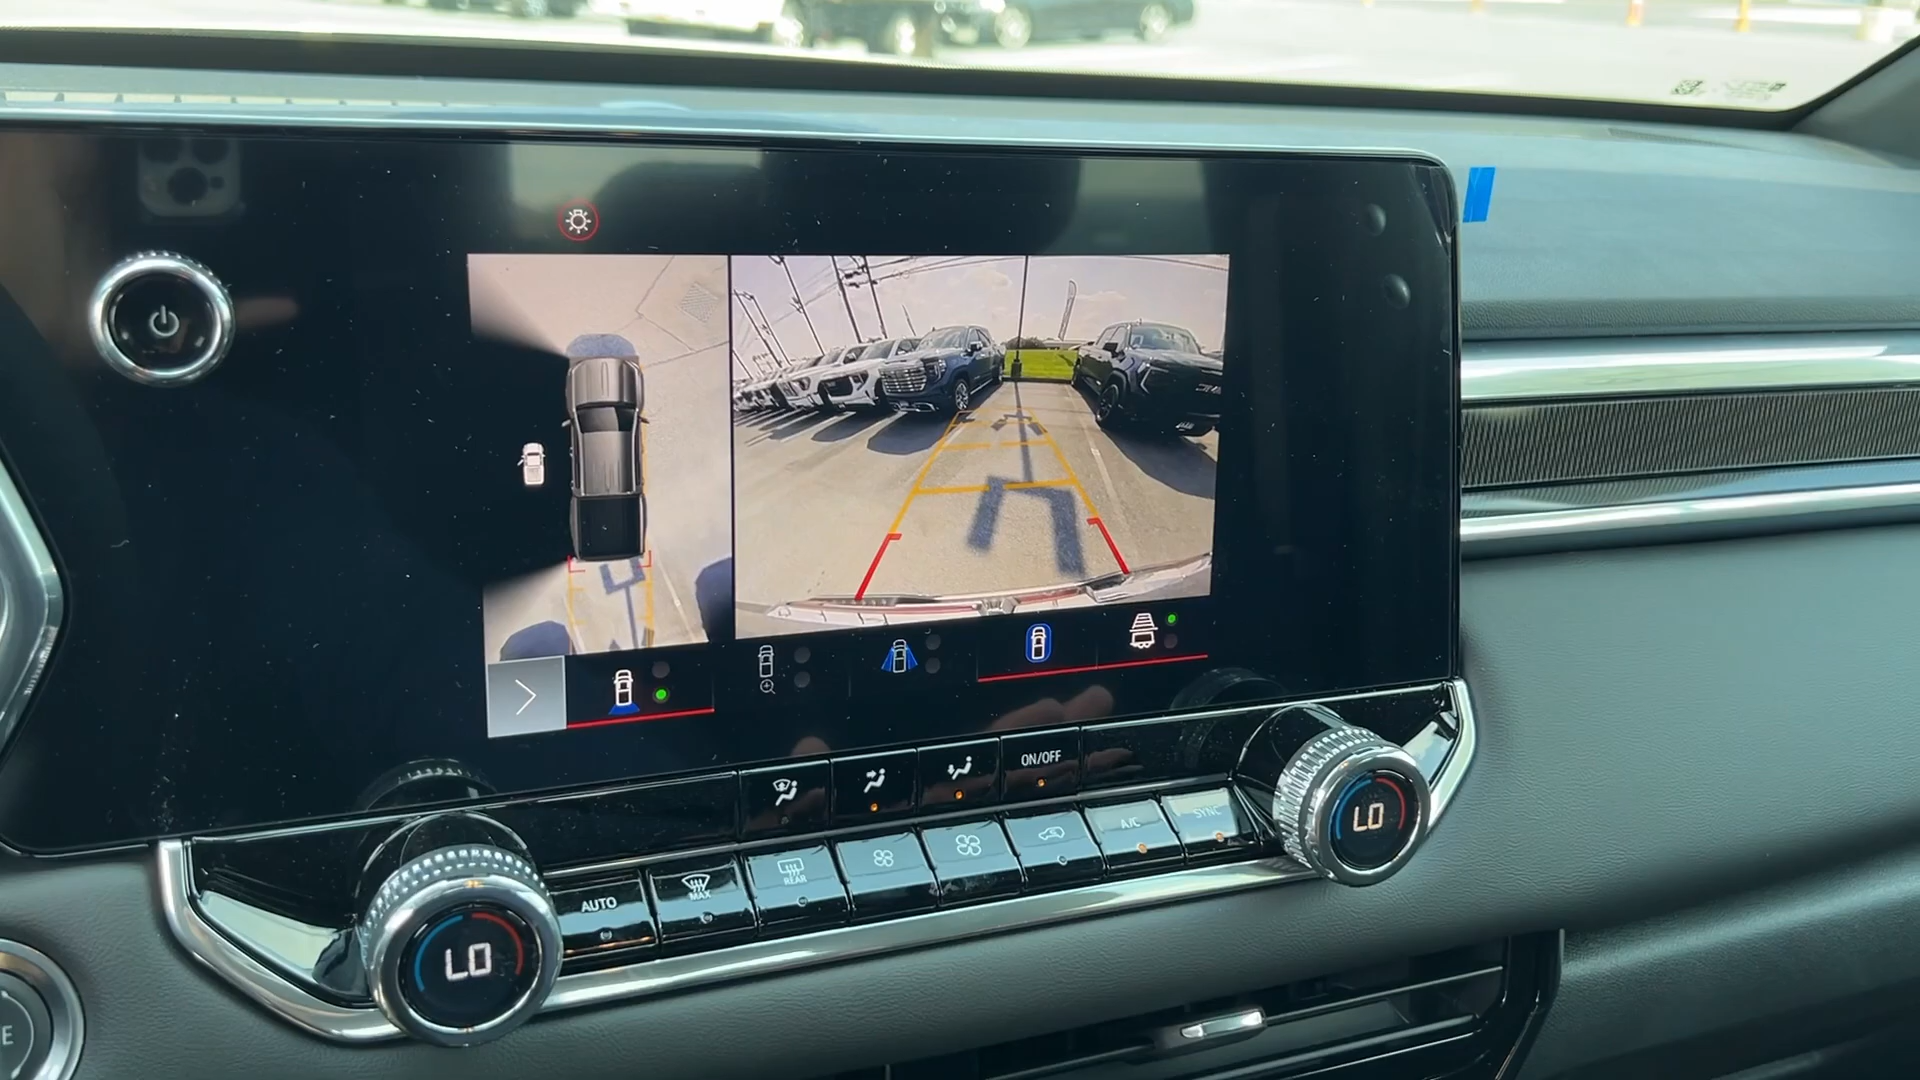 ON/OFF
AUTO
MAX
REAR
A/C
SYNC
LO
LO
E